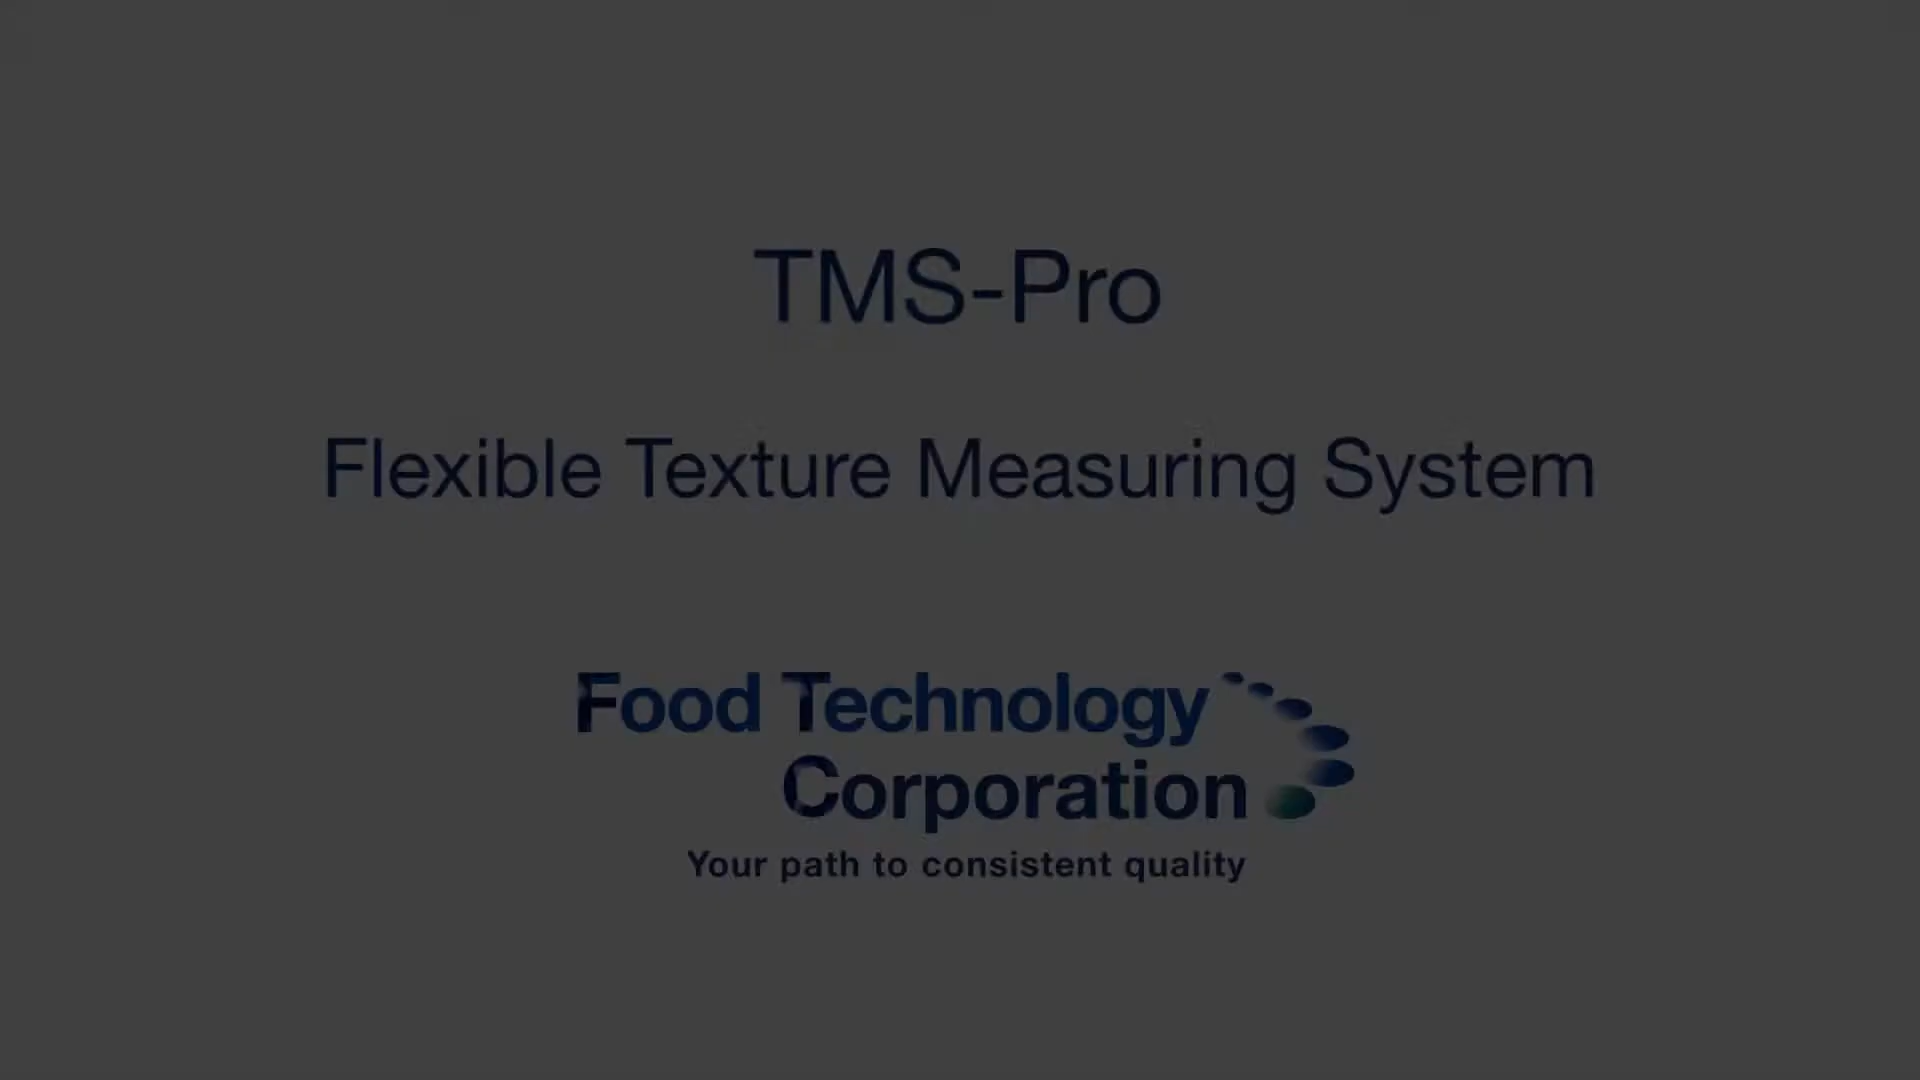 TMS-Pro
Flexible Texture Measuring System
Food Technology
Corporation
Your path to consistent quality